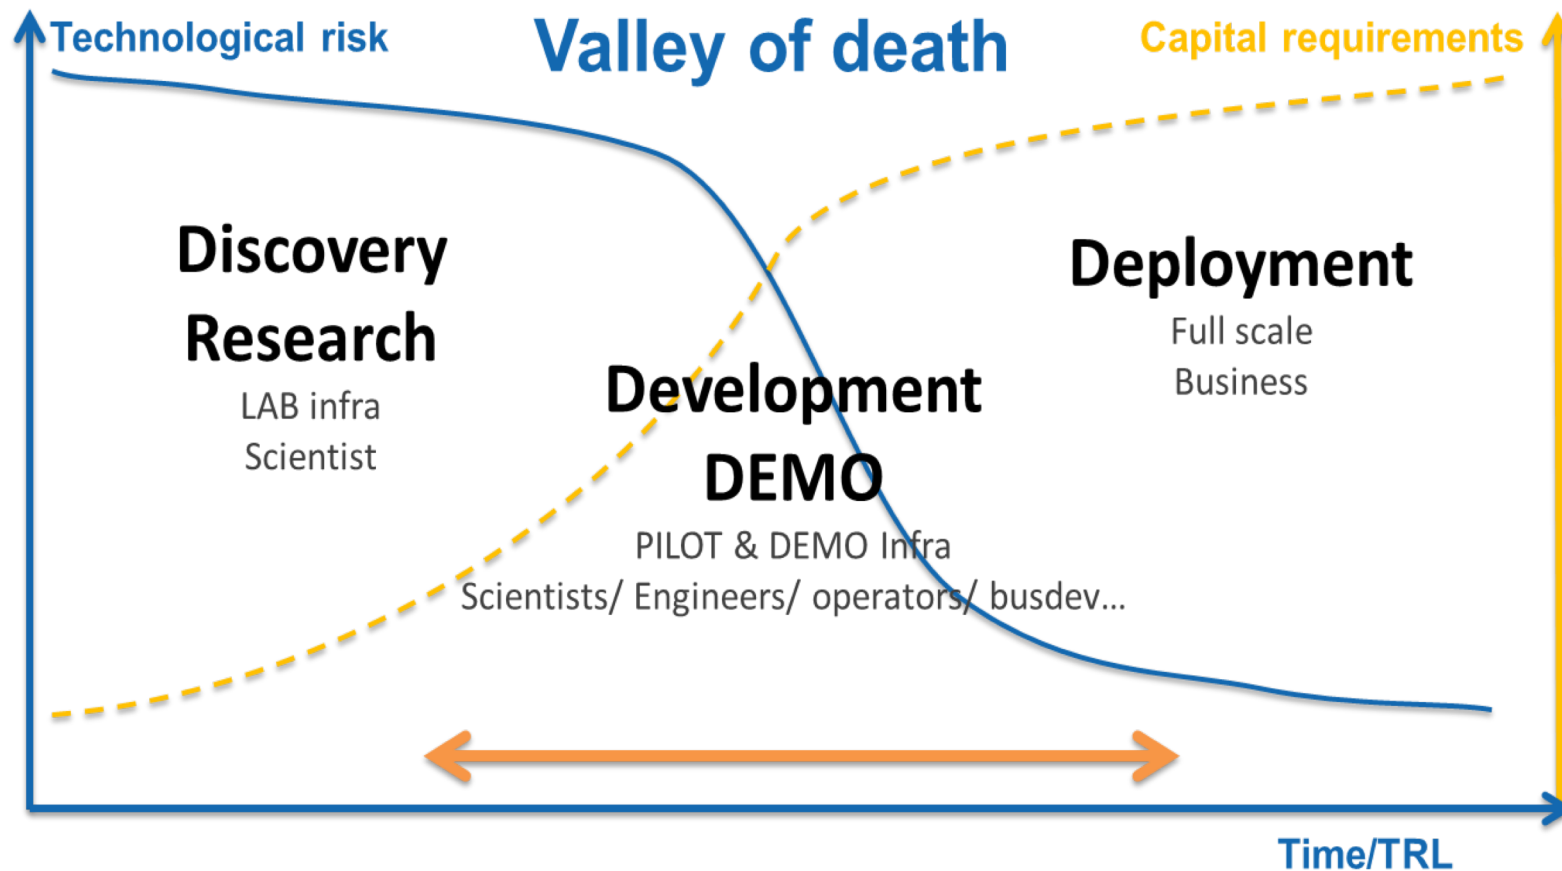 Technological risk
Valley of death
Capital requirements
Discovery
Research
LAB infra
Scientist
Development
DEMO
PILOT & DEMO Infra
Scientists/ Engineers/ operators/ busdev...
Deployment
Full scale
Business
Time/TRL